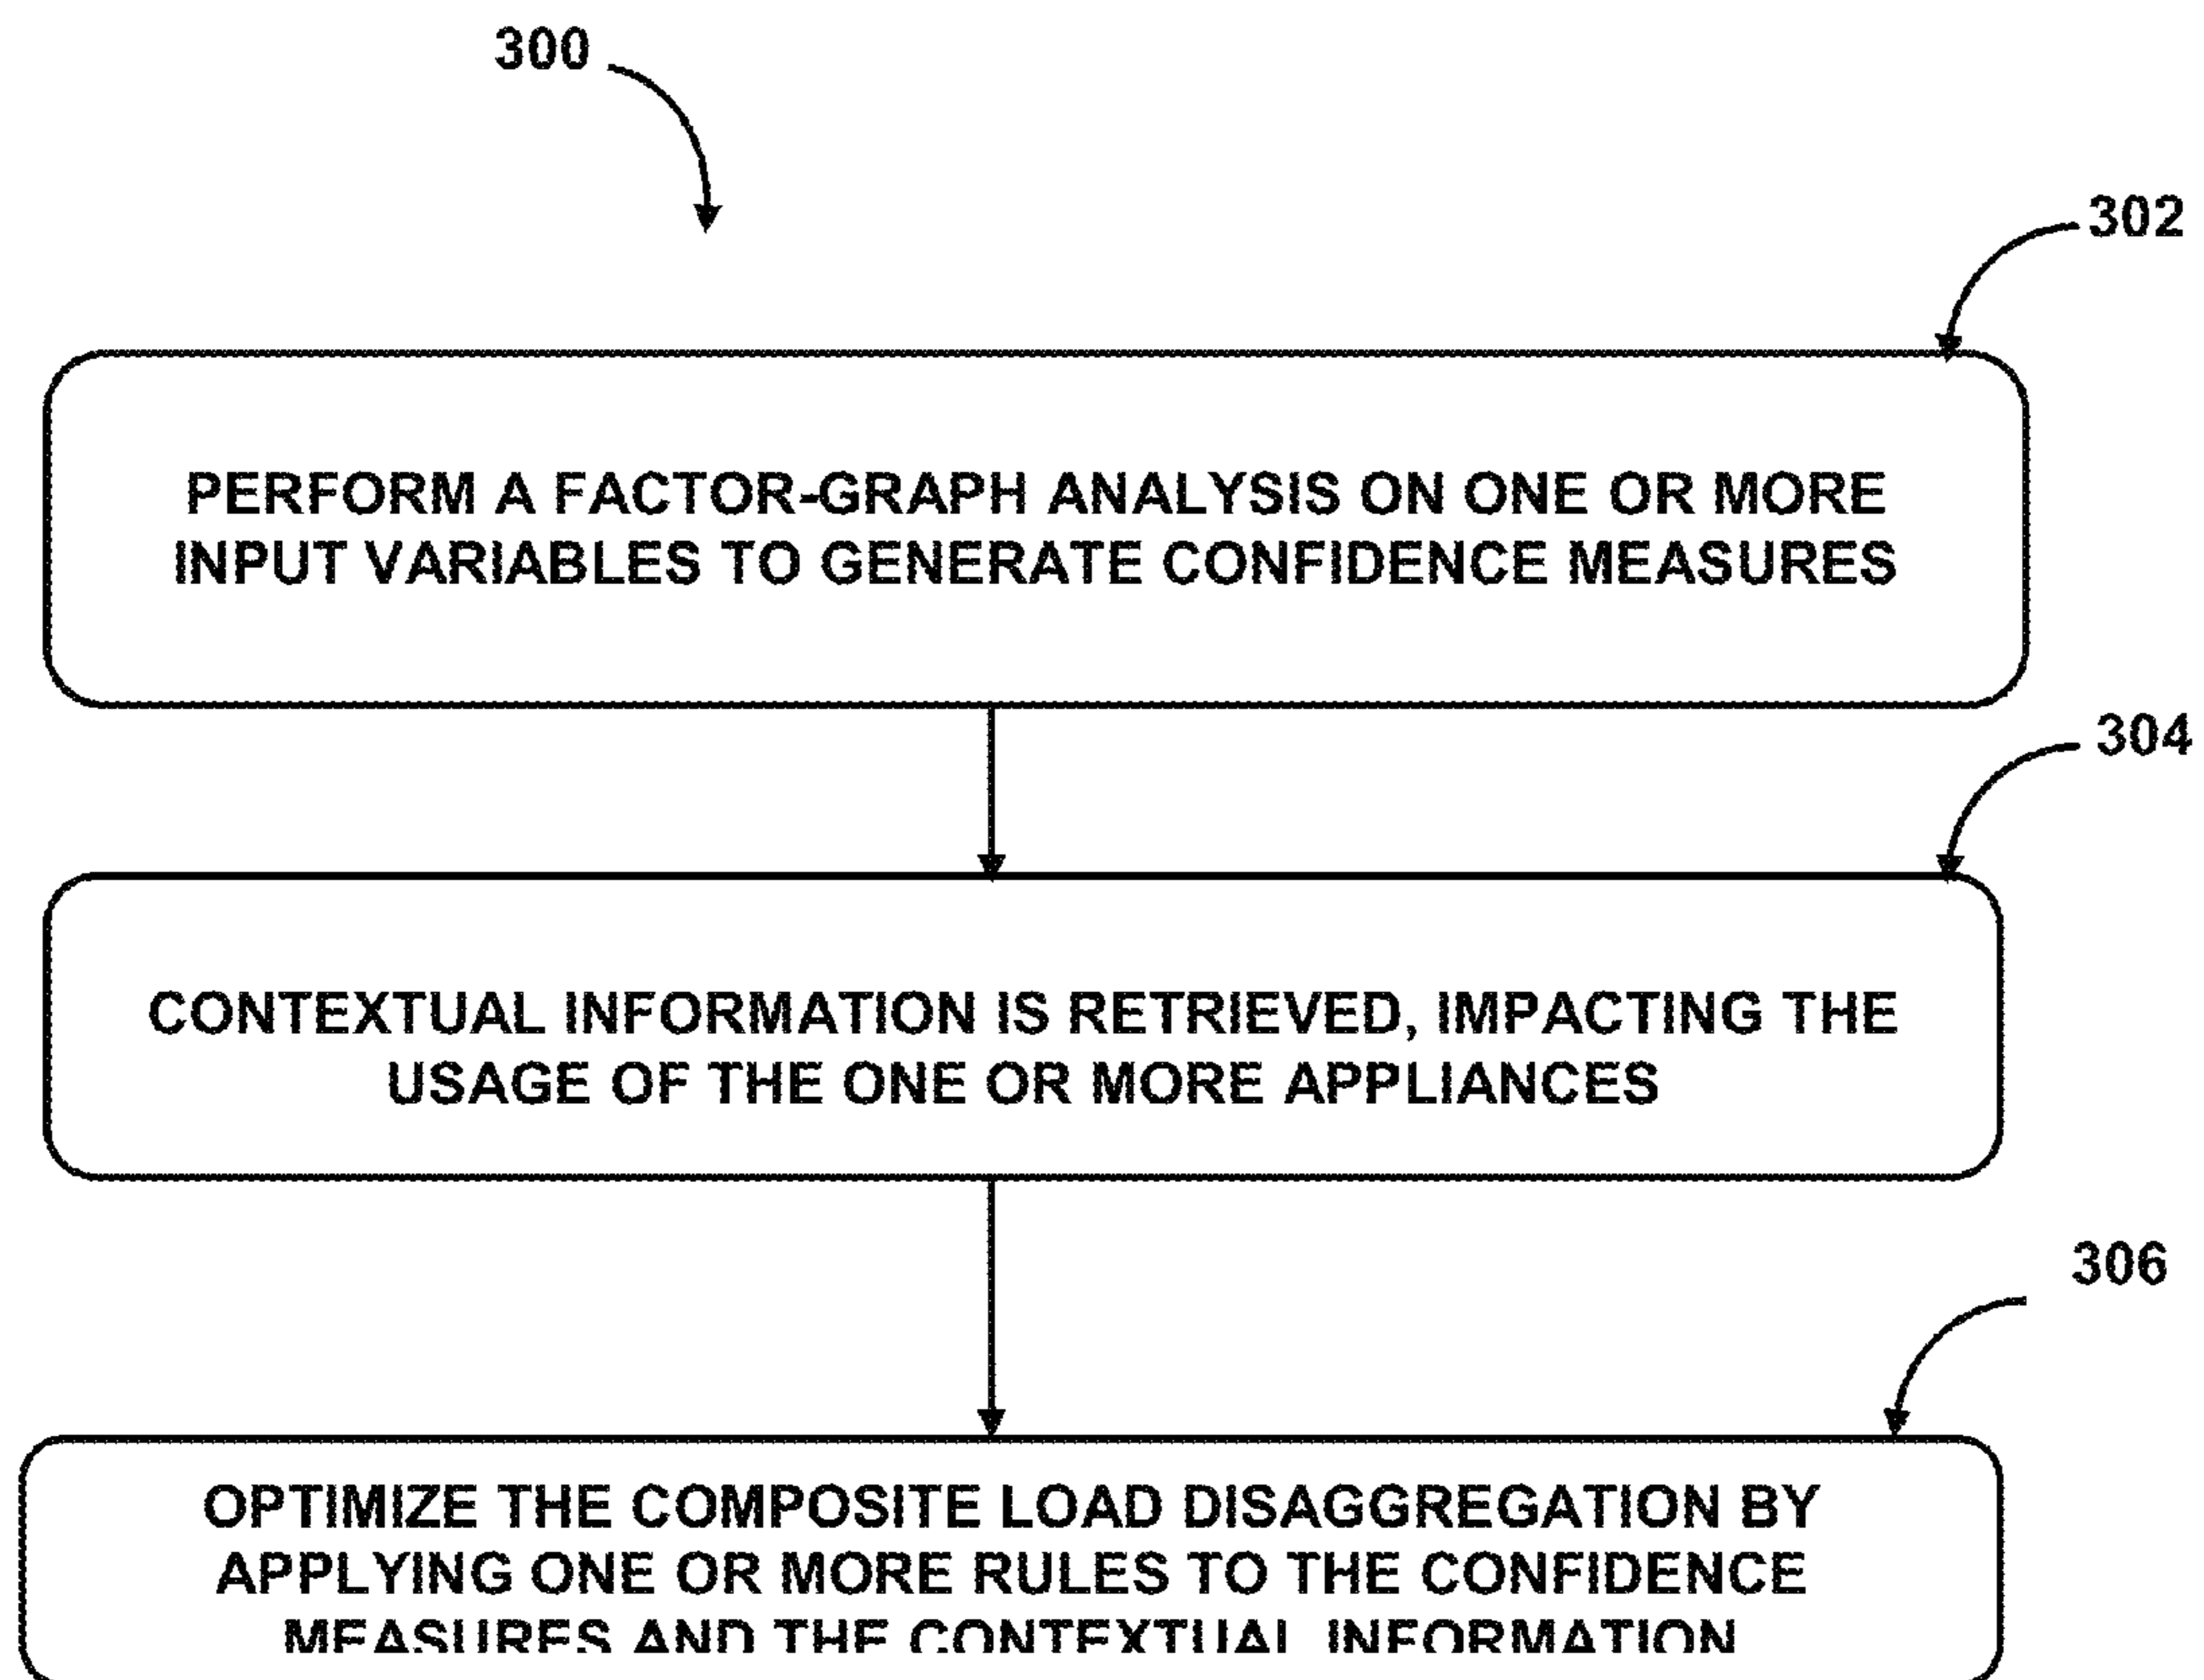 300
302
PERFORM A FACTOR-GRAPH ANALYSIS ON ONE OR MORE
INPUT VARIABLES TO GENERATE CONFIDENCE MEASURES
304
CONTEXTUAL INFORMATION IS RETRIEVED, IMPACTING THE
USAGE OF THE ONE OR MORE APPLIANCES
306
OPTIMIZE THE COMPOSITE LOAD DISAGGREGATION BY
APPLYING ONE OR MORE RULES TO THE CONFIDENCE
MEASURES AND THE CONTEXTUAL INFORMATION